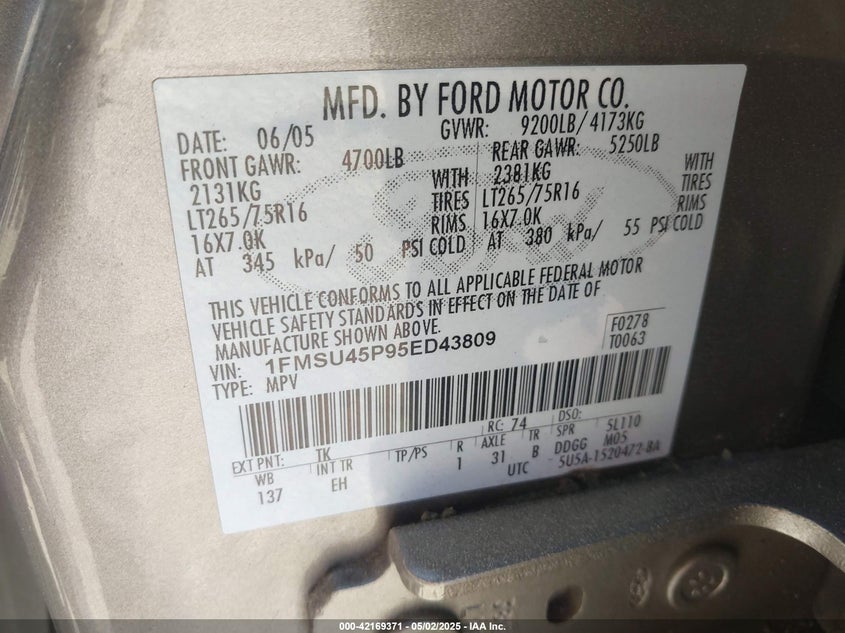 MFD. BY FORD MOTOR CO.
DATE: 06/05 GVWR: 9200LB/4173KG
FRONT GAWR: 4700LB REAR GAWR: 5250LB
2131KG WITH 2381KG WITH
LT265/75R16 TIRES LT265/75R16 TIRES
16X7.0K RIMS 16X7.0K RIMS
AT 345 kPa/ 50 PSI COLD AT 380 kPa/ 55 PSI COLD
THIS VEHICLE CONFORMS TO ALL APPLICABLE FEDERAL MOTOR
VEHICLE SAFETY STANDARDS IN EFFECT ON THE DATE OF
MANUFACTURE SHOWN ABOVE.
VIN: 1FMSU45P95ED43809 F0278
TYPE: MPV T0063
RC: 74 DSO:
EXT PNT: TK 5L110
WB INT TR TP/PS R AXLE TR SPR M05
137 EH 1 31 B DDGG
UTC 5U5A-1520472-BA
000-42169371 - 05/02/2025 - IAA Inc.